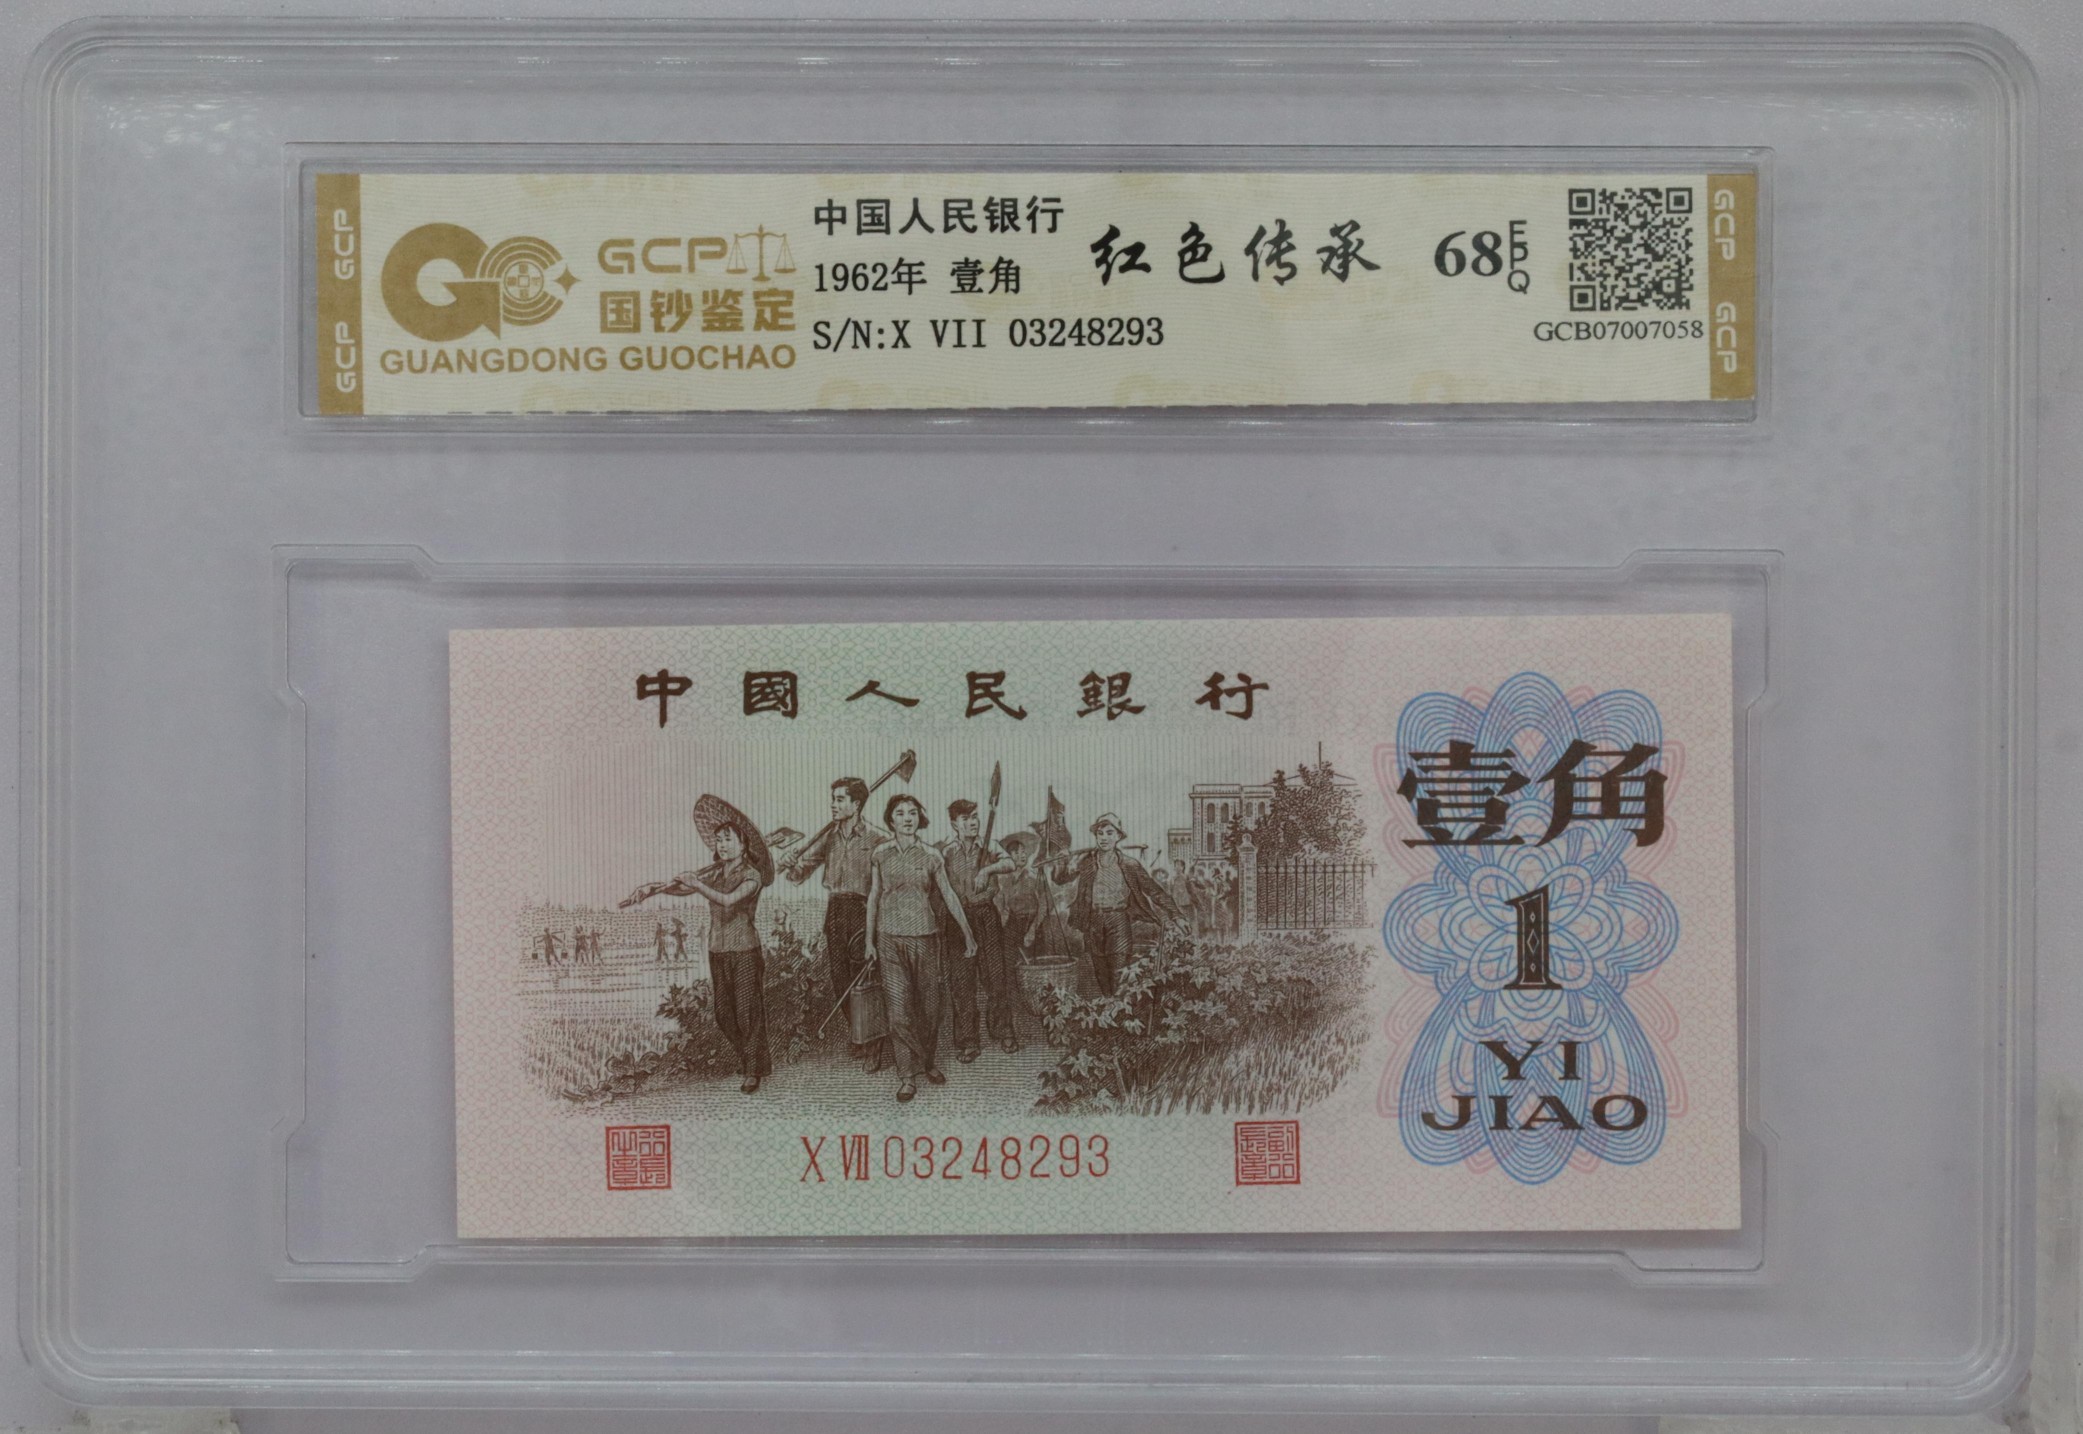 GCP
GCP
GCP
国钞鉴定
GUANGDONG GUOCHAO
中国人民银行
1962年 壹角
S/N:X VII 03248293
红色传承
68 EPQ
GCB07007058
GCP
GCP
中國人民銀行
壹角
1
YI
JIAO
X VII 03248293